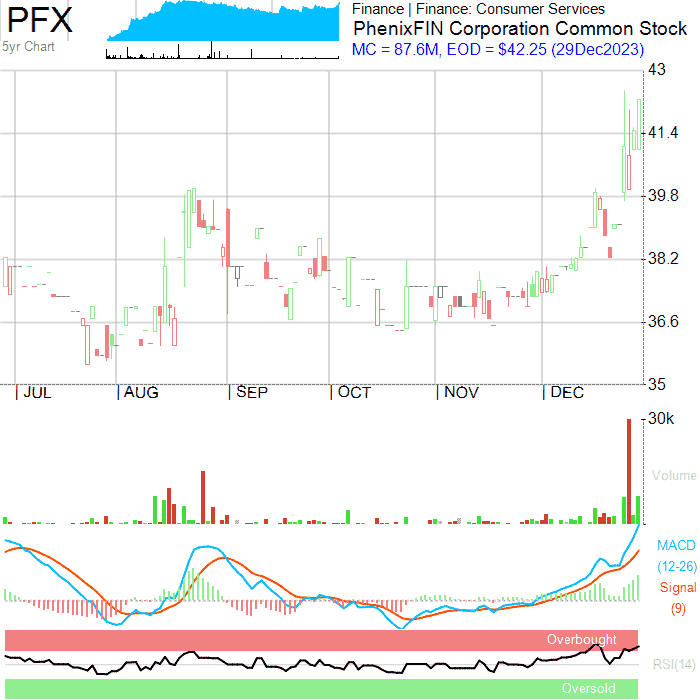 PFX
5yr Chart
Finance | Finance: Consumer Services
PhenixFIN Corporation Common Stock
MC = 87.6M, EOD = $42.25 (29Dec2023)
43
41.4
39.8
38.2
36.6
35
JUL
AUG
SEP
OCT
NOV
DEC
30k
Volume
MACD
(12-26)
Signal
(9)
Overbought
RSI(14)
Oversold